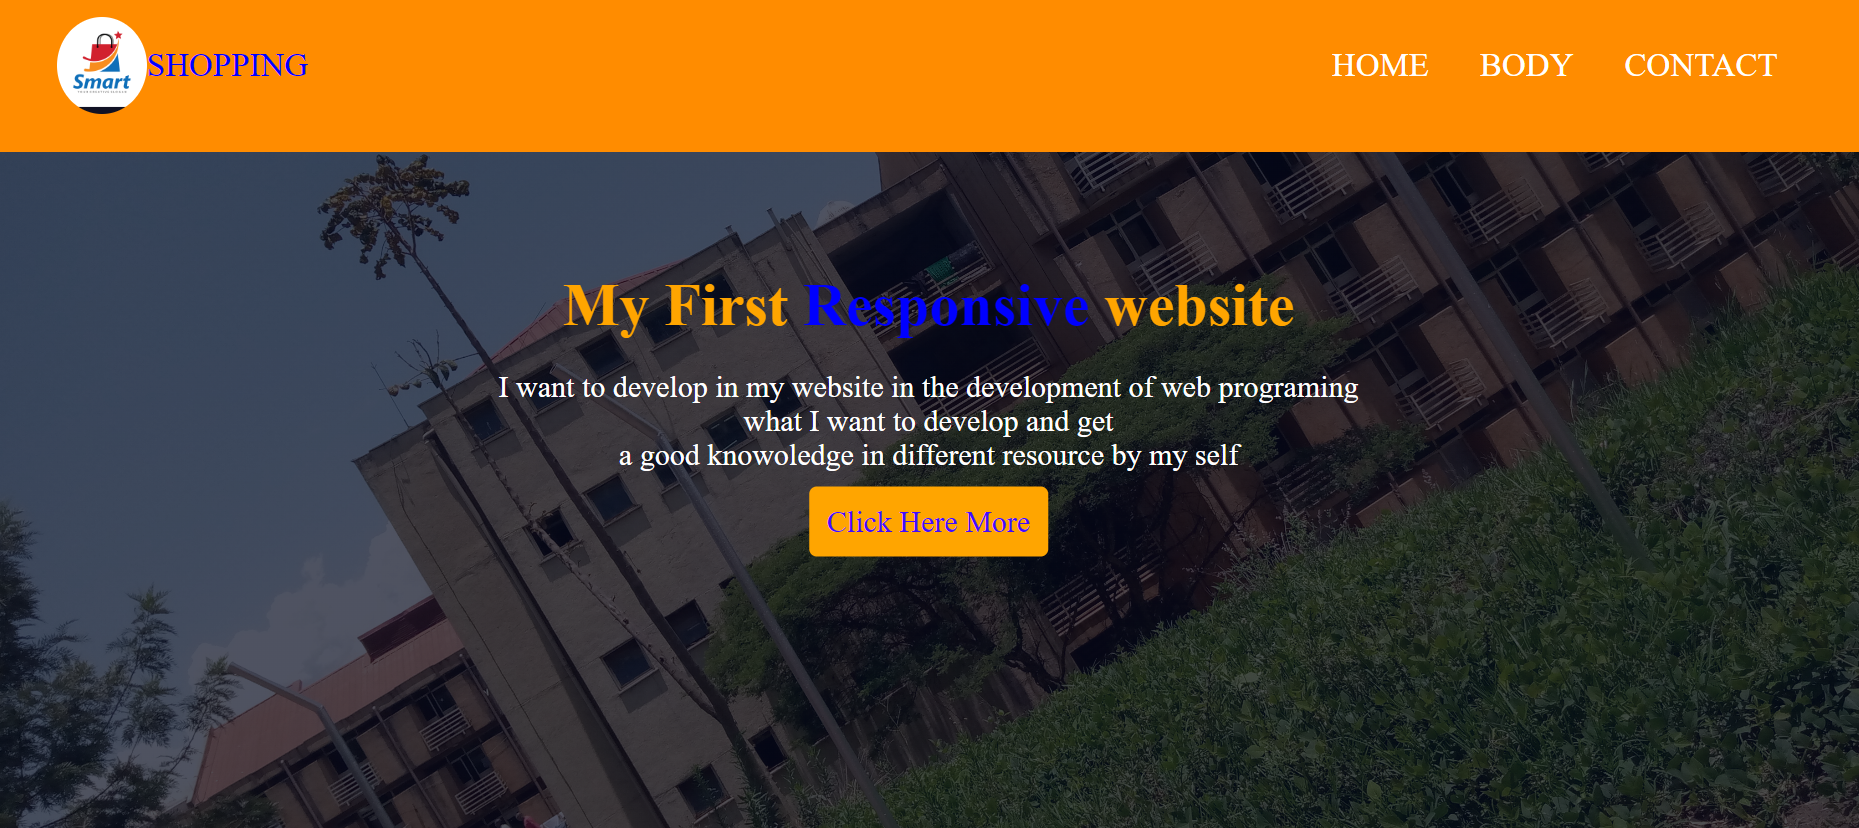 Smart
SHOPPING
HOME BODY CONTACT
My First Responsive website
I want to develop in my website in the development of web programing
what I want to develop and get
a good knowoledge in different resource by my self
Click Here More